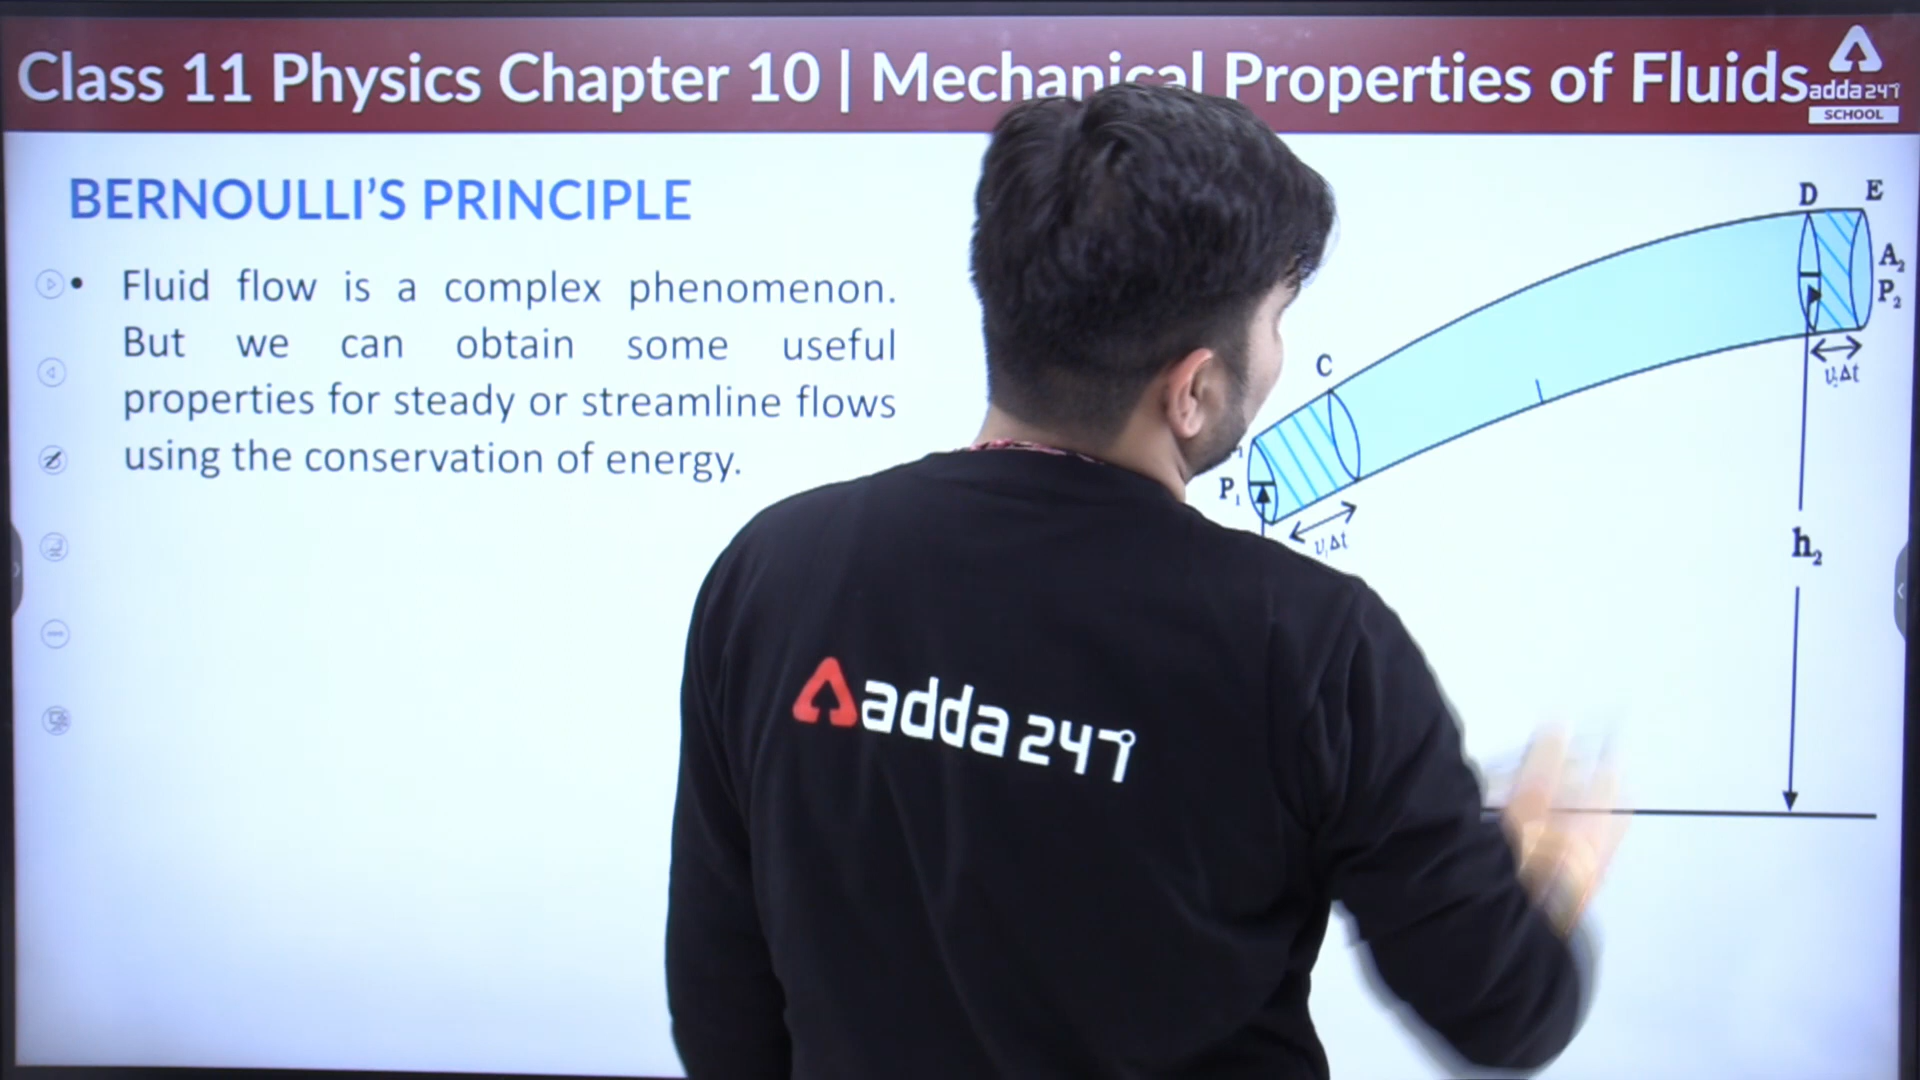 Class 11 Physics Chapter 10 | Mechanical Properties of Fluids
adda247
SCHOOL
BERNOULLI'S PRINCIPLE
• Fluid flow is a complex phenomenon.
But we can obtain some useful
properties for steady or streamline flows
using the conservation of energy.
D E
A₂
P₂
C
P₁
v₁Δt
h₂
adda247